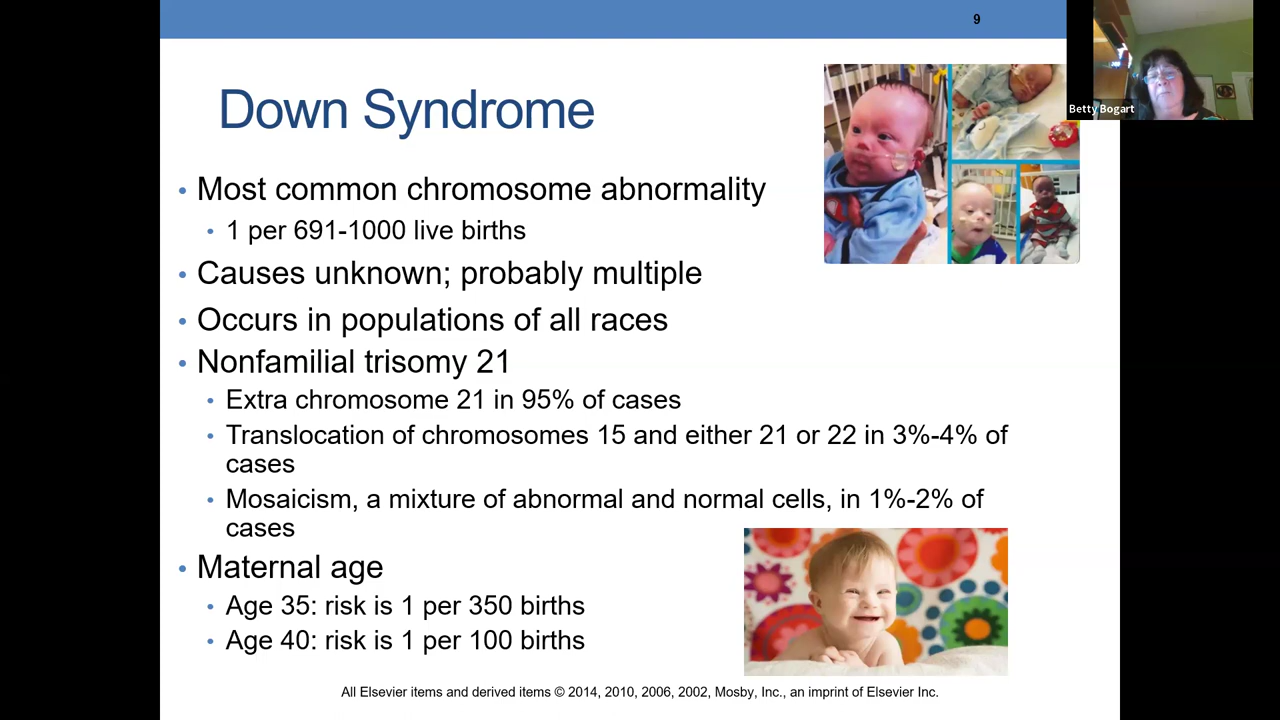 9
Betty Bogart
Down Syndrome
• Most common chromosome abnormality
• 1 per 691-1000 live births
• Causes unknown; probably multiple
• Occurs in populations of all races
• Nonfamilial trisomy 21
• Extra chromosome 21 in 95% of cases
• Translocation of chromosomes 15 and either 21 or 22 in 3%-4% of
cases
• Mosaicism, a mixture of abnormal and normal cells, in 1%-2% of
cases
• Maternal age
• Age 35: risk is 1 per 350 births
• Age 40: risk is 1 per 100 births
All Elsevier items and derived items © 2014, 2010, 2006, 2002, Mosby, Inc., an imprint of Elsevier Inc.